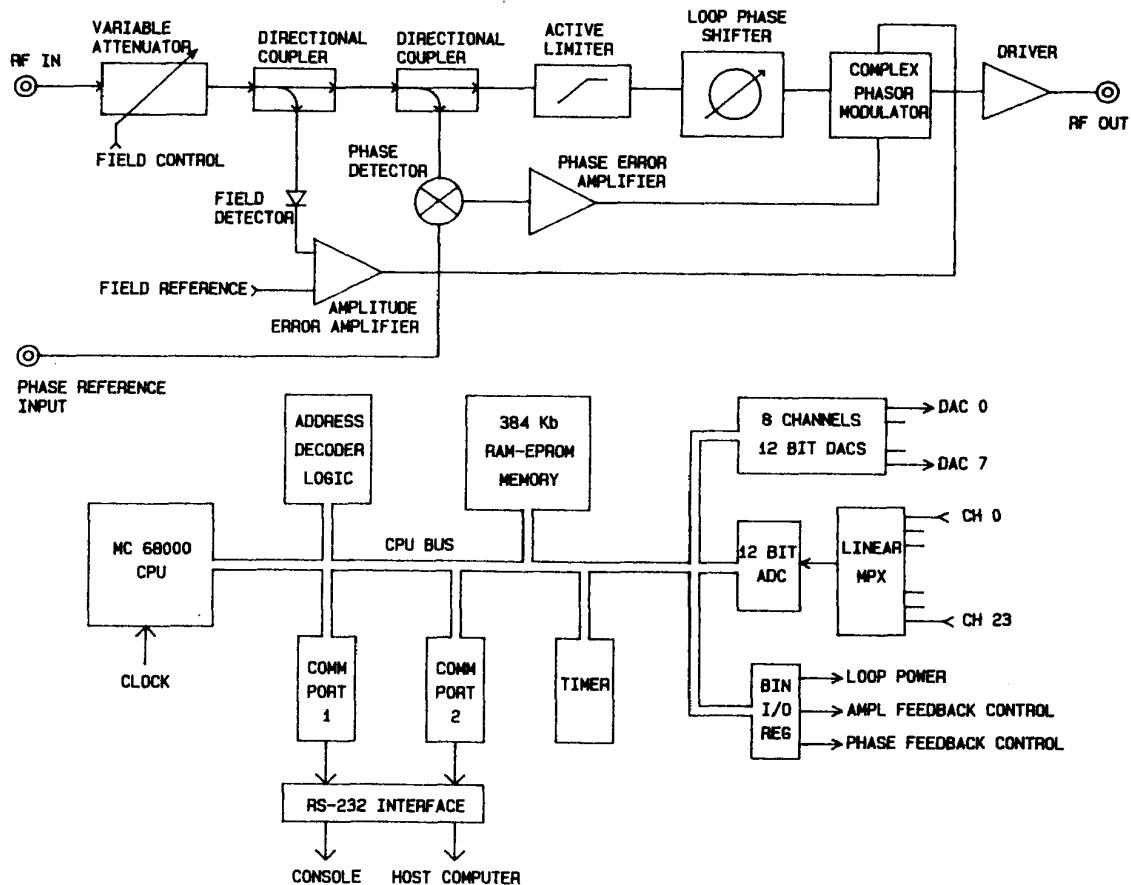 VARIABLE
ATTENUATOR
RF IN
FIELD CONTROL
DIRECTIONAL
COUPLER
DIRECTIONAL
COUPLER
ACTIVE
LIMITER
LOOP PHASE
SHIFTER
COMPLEX
PHASOR
MODULATOR
DRIVER
RF OUT
PHASE
DETECTOR
PHASE ERROR
AMPLIFIER
FIELD
DETECTOR
FIELD REFERENCE
AMPLITUDE
ERROR AMPLIFIER
PHASE REFERENCE
INPUT
ADDRESS
DECODER
LOGIC
384 Kb
RAM-EPROM
MEMORY
8 CHANNELS
12 BIT DACS
DAC 0
DAC 7
MC 68000
CPU
CPU BUS
12 BIT
ADC
LINEAR
MPX
CH 0
CH 23
CLOCK
COMM
PORT
1
COMM
PORT
2
TIMER
BIN
I/O
REG
LOOP POWER
AMPL FEEDBACK CONTROL
PHASE FEEDBACK CONTROL
RS-232 INTERFACE
CONSOLE
HOST COMPUTER